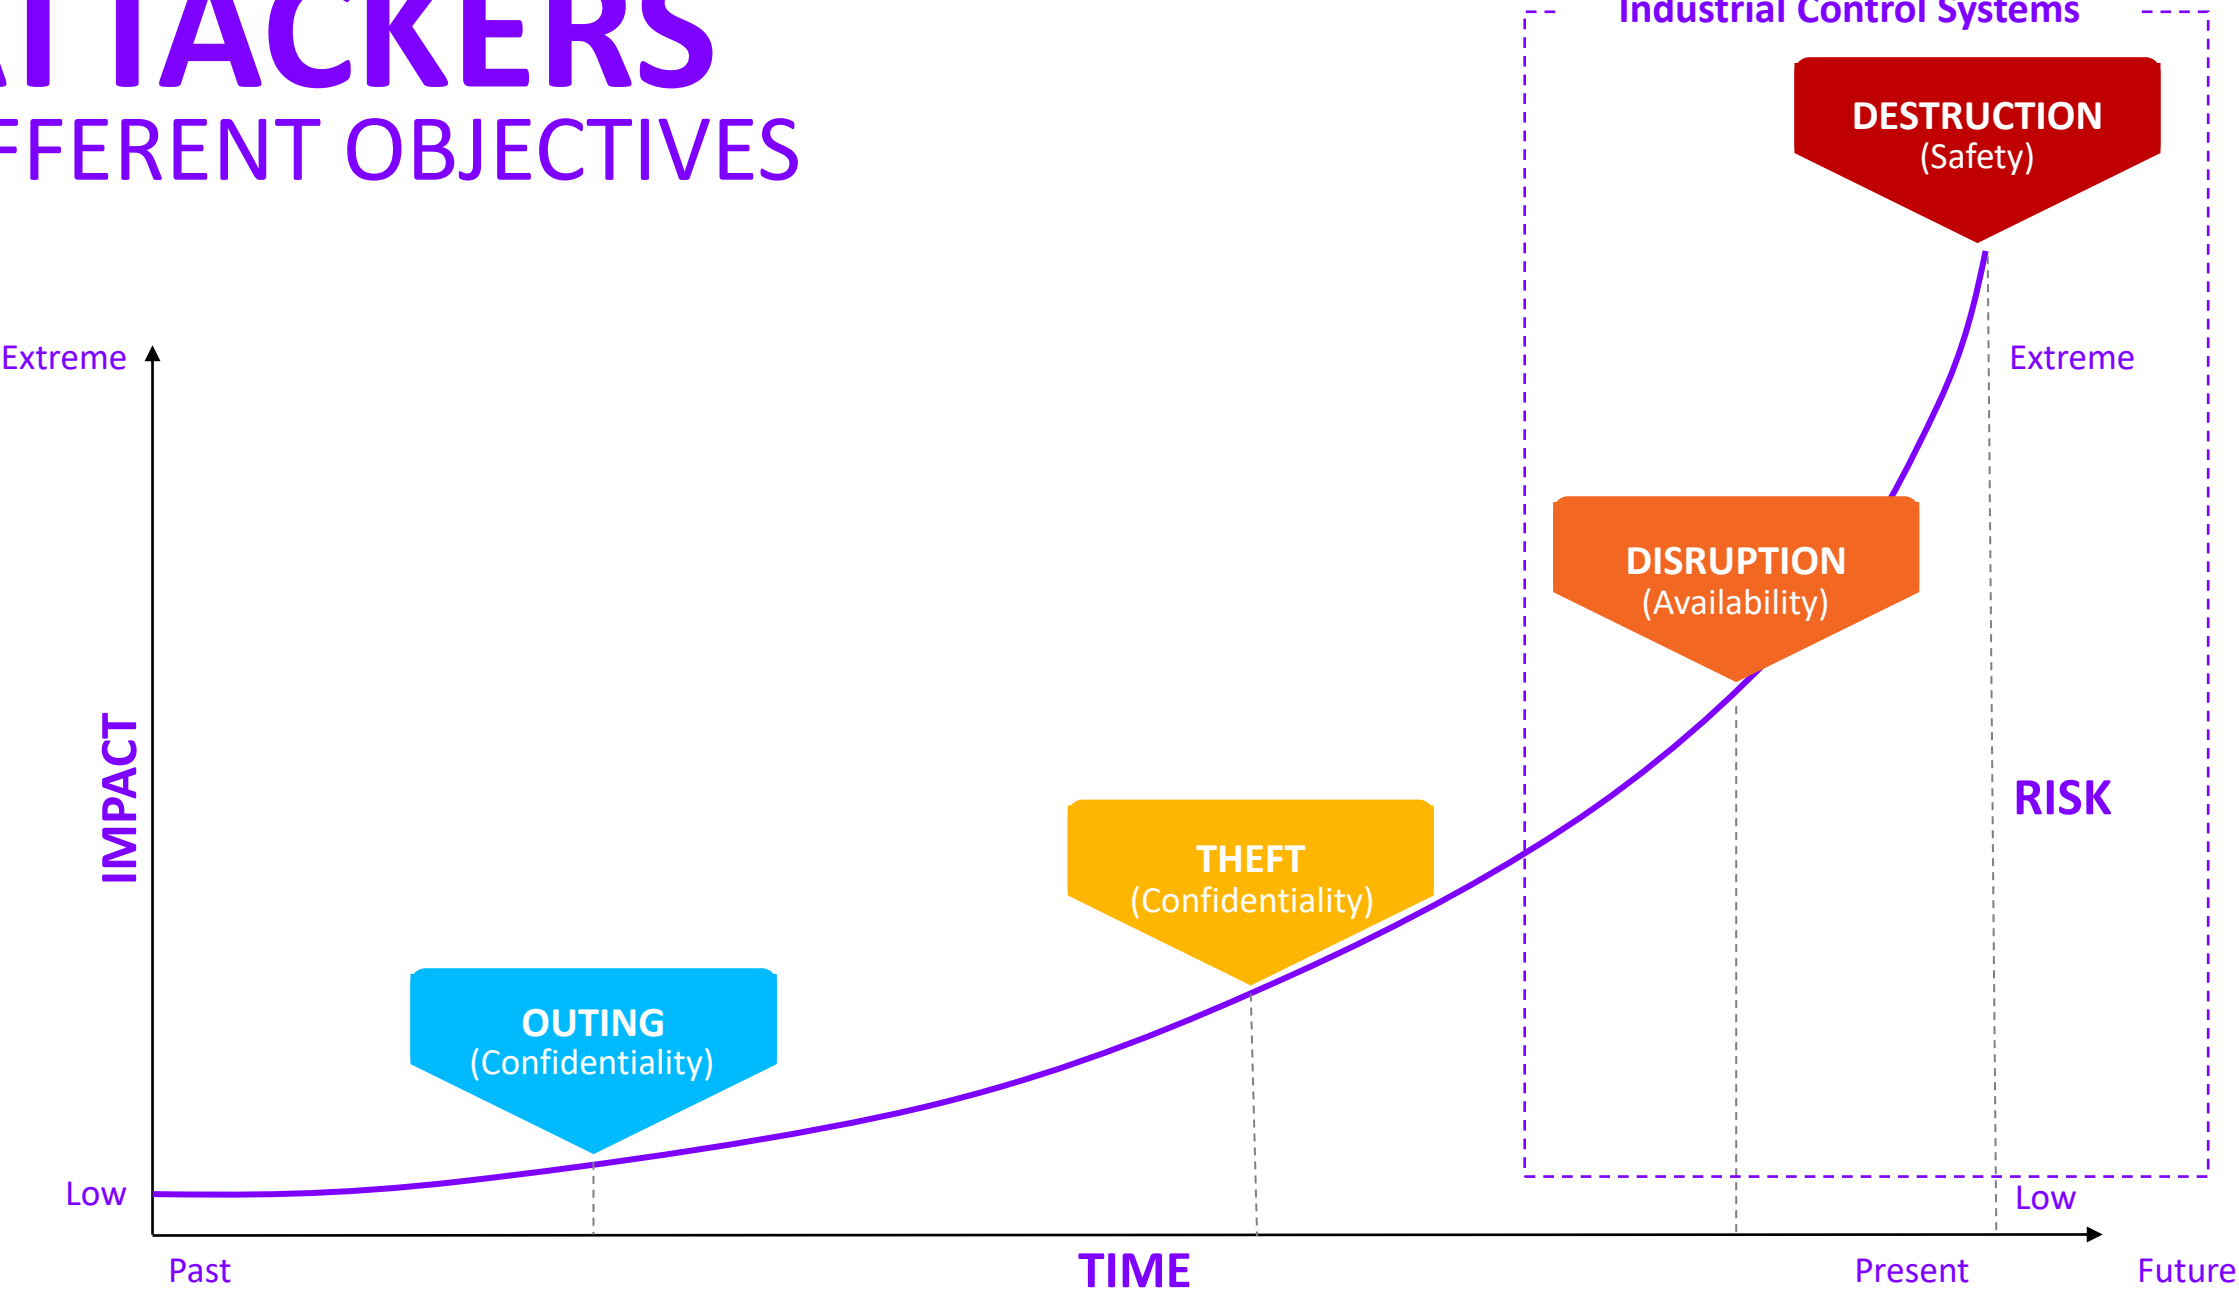 ATTACKERS
FFERENT OBJECTIVES
Industrial Control Systems
DESTRUCTION
(Safety)
Extreme
Extreme
DISRUPTION
(Availability)
IMPACT
RISK
THEFT
(Confidentiality)
OUTING
(Confidentiality)
Low
Low
Past
TIME
Present
Future